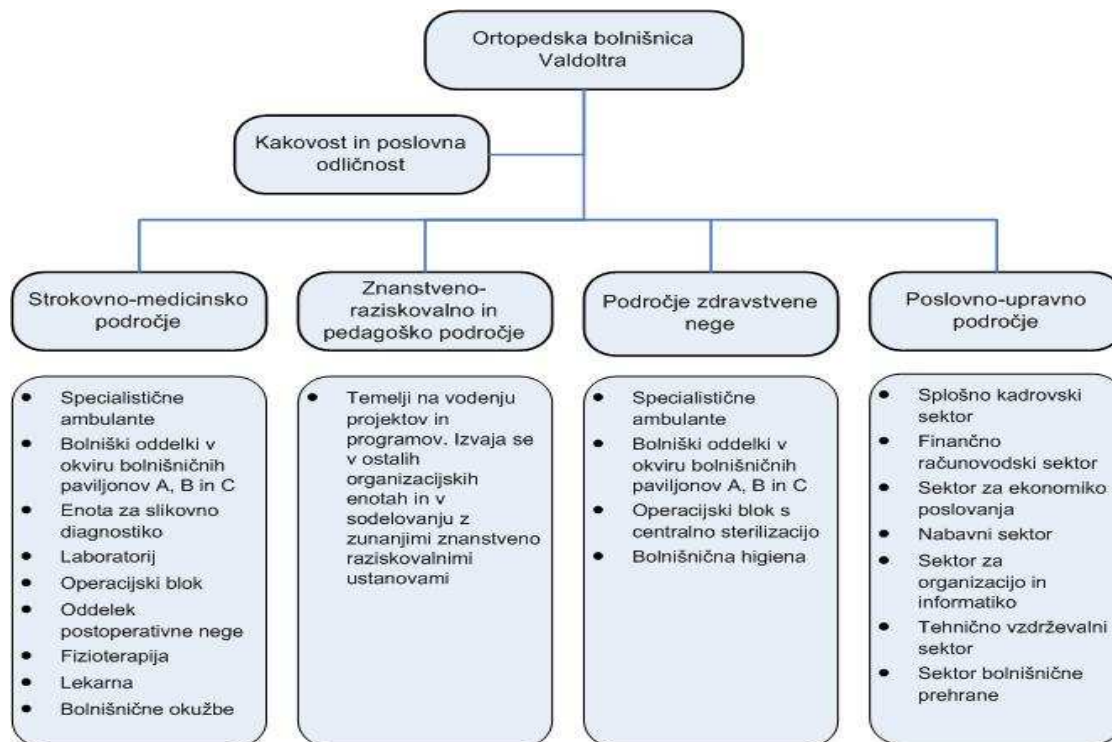 Ortopedska bolnišnica
Valdoltra
Kakovost in poslovna
odličnost
Strokovno-medicinsko
področje
Znanstveno-
raziskovalno in
pedagoško področje
Področje zdravstvene
nege
Poslovno-upravno
področje
• Specialistične
ambulante
• Bolniški oddelki v
okviru bolnišničnih
paviljonov A, B in C
• Enota za slikovno
diagnostiko
• Laboratorij
• Operacijski blok
• Oddelek
postoperativne nege
• Fizioterapija
• Lekarna
• Bolnišnične okužbe
• Temelji na vodenju
projektov in
programov. Izvaja se
v ostalih
organizacijskih
enotah in v
sodelovanju z
zunanjimi znanstveno
raziskovalnimi
ustanovami
• Specialistične
ambulante
• Bolniški oddelki v
okviru bolnišničnih
paviljonov A, B in C
• Operacijski blok s
centralno sterilizacijo
• Bolnišnična higiena
• Splošno kadrovski
sektor
• Finančno
računovodski sektor
• Sektor za ekonomiko
poslovanja
• Nabavni sektor
• Sektor za
organizacijo in
informatiko
• Tehnično vzdrževalni
sektor
• Sektor bolnišnične
prehrane